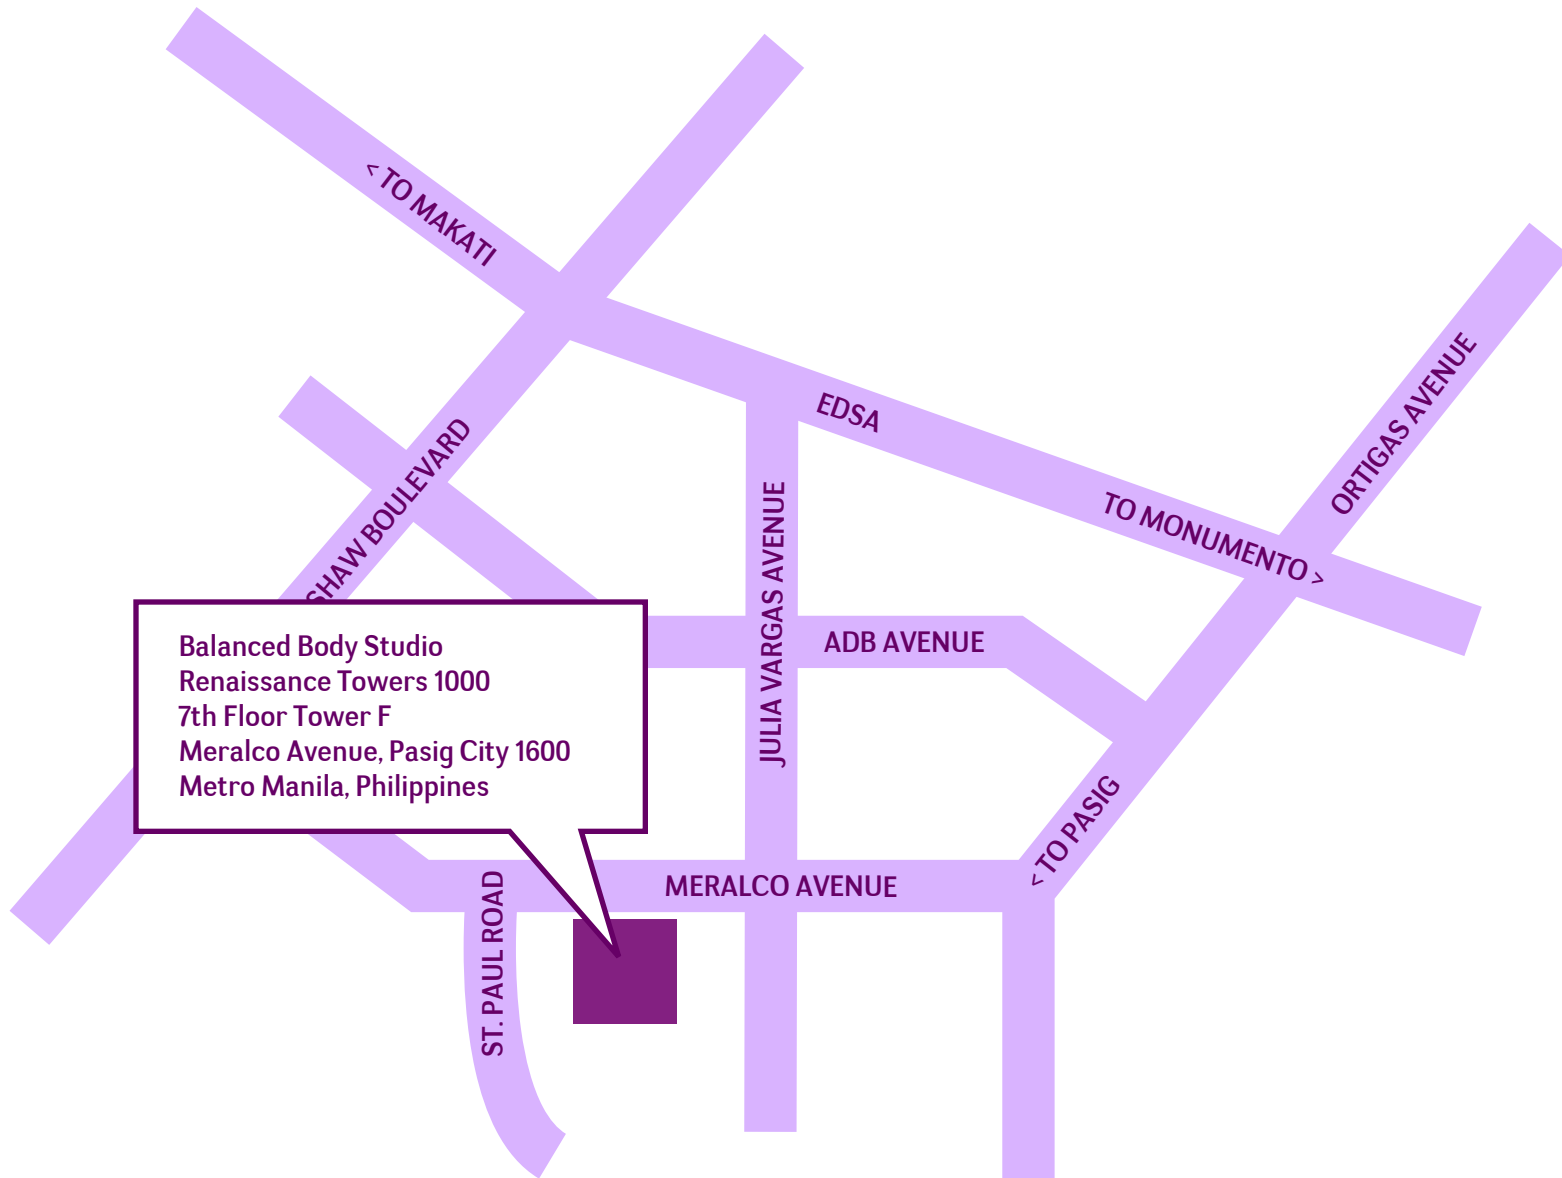 < TO MAKATI
EDSA
TO MONUMENTO >
ORTIGAS AVENUE
SHAW BOULEVARD
JULIA VARGAS AVENUE
ADB AVENUE
Balanced Body Studio
Renaissance Towers 1000
7th Floor Tower F
Meralco Avenue, Pasig City 1600
Metro Manila, Philippines
< TO PASIG
MERALCO AVENUE
ST. PAUL ROAD